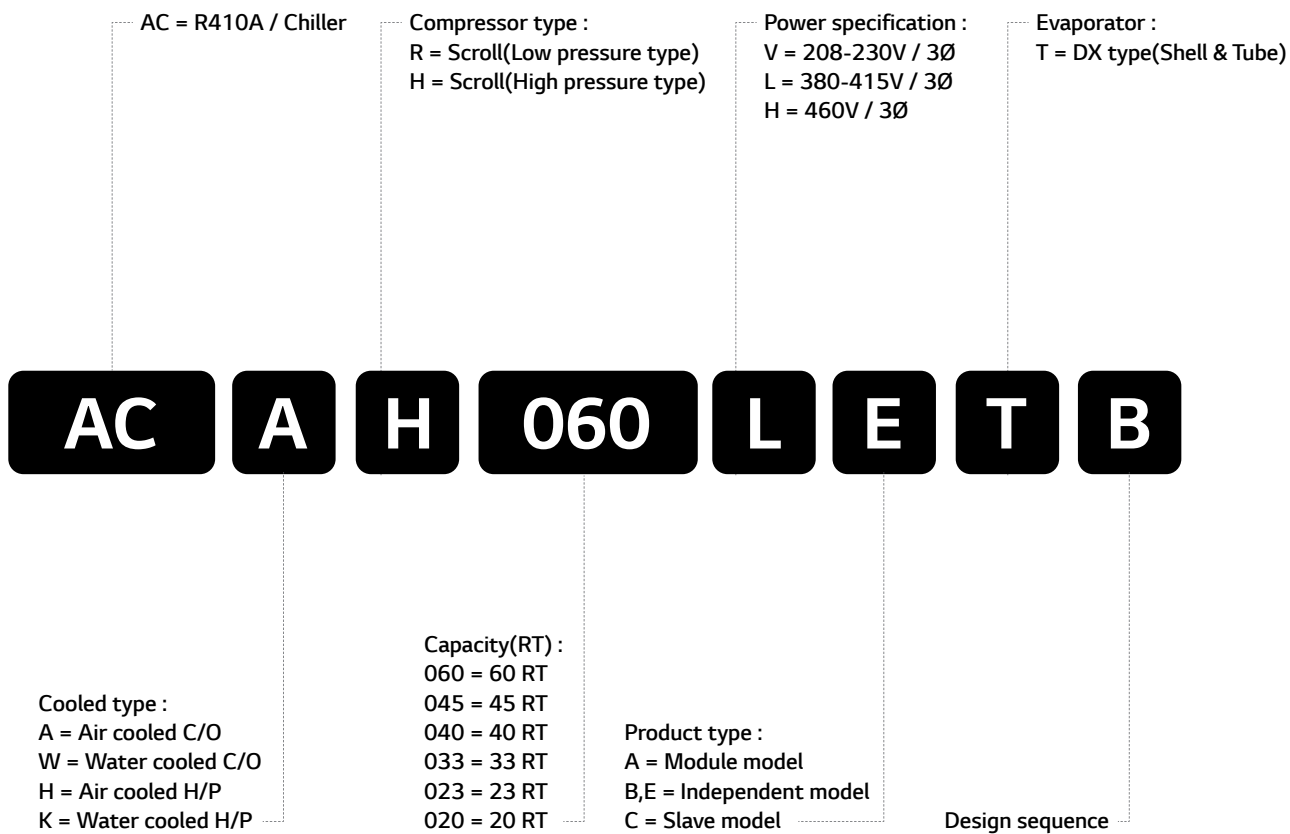 AC = R410A / Chiller
Compressor type :
R = Scroll(Low pressure type)
H = Scroll(High pressure type)
Power specification :
V = 208-230V / 3Ø
L = 380-415V / 3Ø
H = 460V / 3Ø
Evaporator :
T = DX type(Shell & Tube)
AC A H 060 L E T B
Cooled type :
A = Air cooled C/O
W = Water cooled C/O
H = Air cooled H/P
K = Water cooled H/P
Capacity(RT) :
060 = 60 RT
045 = 45 RT
040 = 40 RT
033 = 33 RT
023 = 23 RT
020 = 20 RT
Product type :
A = Module model
B,E = Independent model
C = Slave model
Design sequence